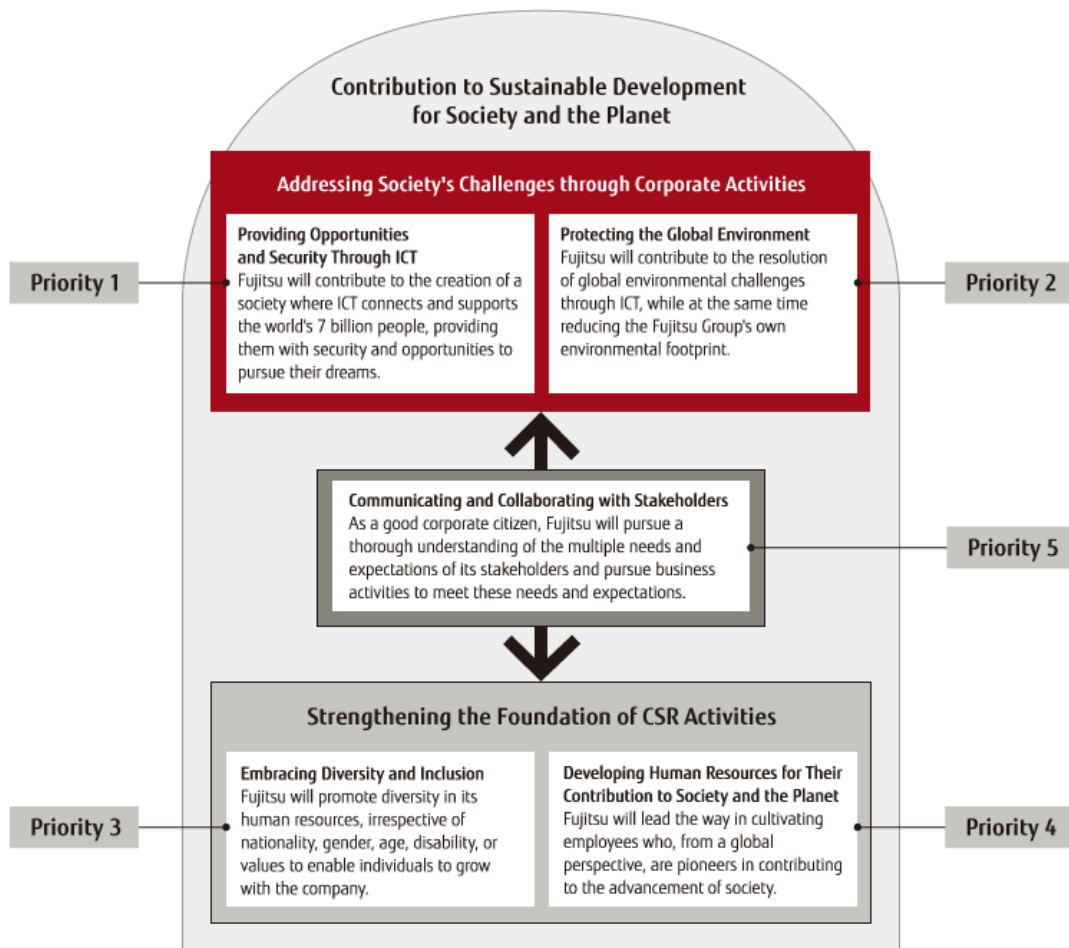 Contribution to Sustainable Development
for Society and the Planet
Addressing Society's Challenges through Corporate Activities
Priority 1
Providing Opportunities
and Security Through ICT
Fujitsu will contribute to the creation of a
society where ICT connects and supports
the world's 7 billion people, providing
them with security and opportunities to
pursue their dreams.
Protecting the Global Environment
Fujitsu will contribute to the resolution
of global environmental challenges
through ICT, while at the same time
reducing the Fujitsu Group's own
environmental footprint.
Priority 2
Communicating and Collaborating with Stakeholders
As a good corporate citizen, Fujitsu will pursue a
thorough understanding of the multiple needs and
expectations of its stakeholders and pursue business
activities to meet these needs and expectations.
Priority 5
Strengthening the Foundation of CSR Activities
Priority 3
Embracing Diversity and Inclusion
Fujitsu will promote diversity in its
human resources, irrespective of
nationality, gender, age, disability, or
values to enable individuals to grow
with the company.
Developing Human Resources for Their
Contribution to Society and the Planet
Fujitsu will lead the way in cultivating
employees who, from a global
perspective, are pioneers in contributing
to the advancement of society.
Priority 4